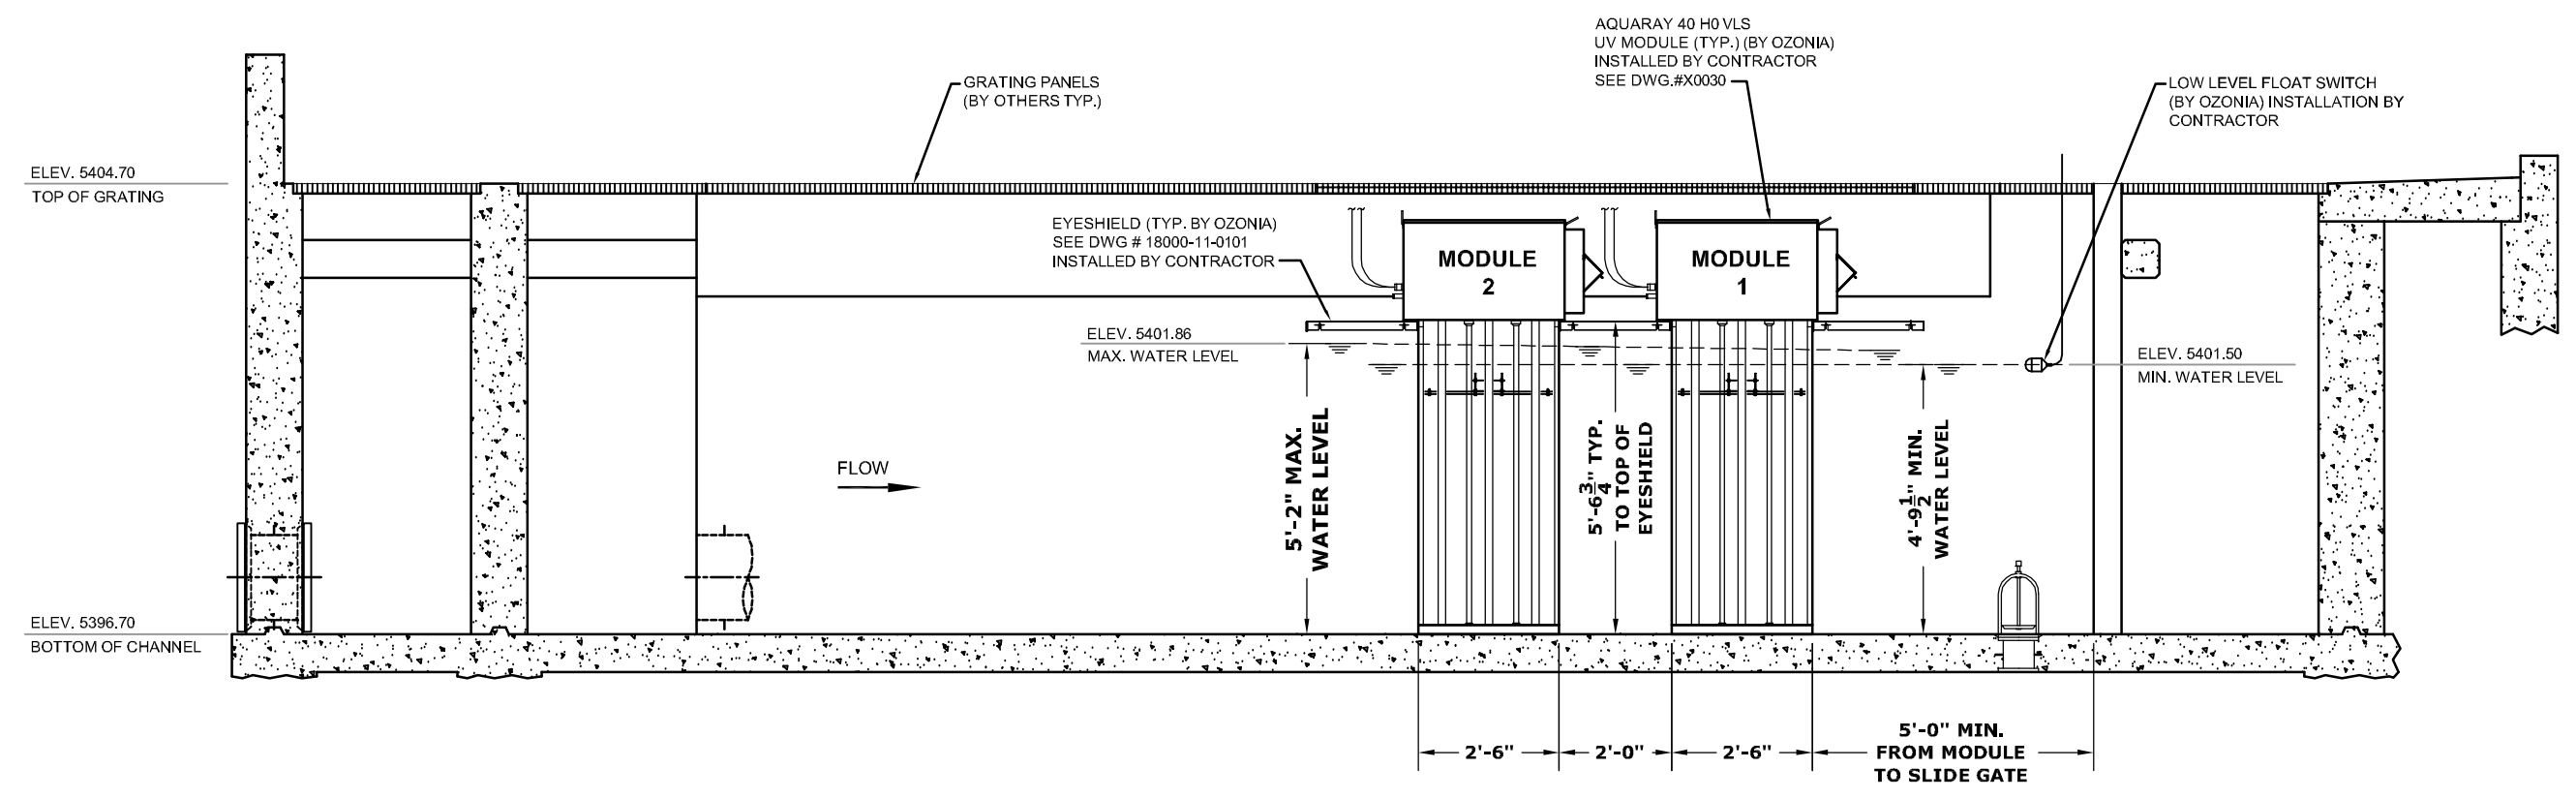 AQUARAY 40 H0 VLS
UV MODULE (TYP.) (BY OZONIA)
INSTALLED BY CONTRACTOR
SEE DWG.#X0030
GRATING PANELS
(BY OTHERS TYP.)
LOW LEVEL FLOAT SWITCH
(BY OZONIA) INSTALLATION BY
CONTRACTOR
ELEV. 5404.70
TOP OF GRATING
EYESHIELD (TYP. BY OZONIA)
SEE DWG # 18000-11-0101
INSTALLED BY CONTRACTOR
MODULE
2
MODULE
1
ELEV. 5401.86
MAX. WATER LEVEL
ELEV. 5401.50
MIN. WATER LEVEL
FLOW
5'-2" MAX.
WATER LEVEL
5'-6 3/4" TYP.
TO TOP OF
EYESHIELD
4'-9 1/2" MIN.
WATER LEVEL
ELEV. 5396.70
BOTTOM OF CHANNEL
2'-6"
2'-0"
2'-6"
5'-0" MIN.
FROM MODULE
TO SLIDE GATE